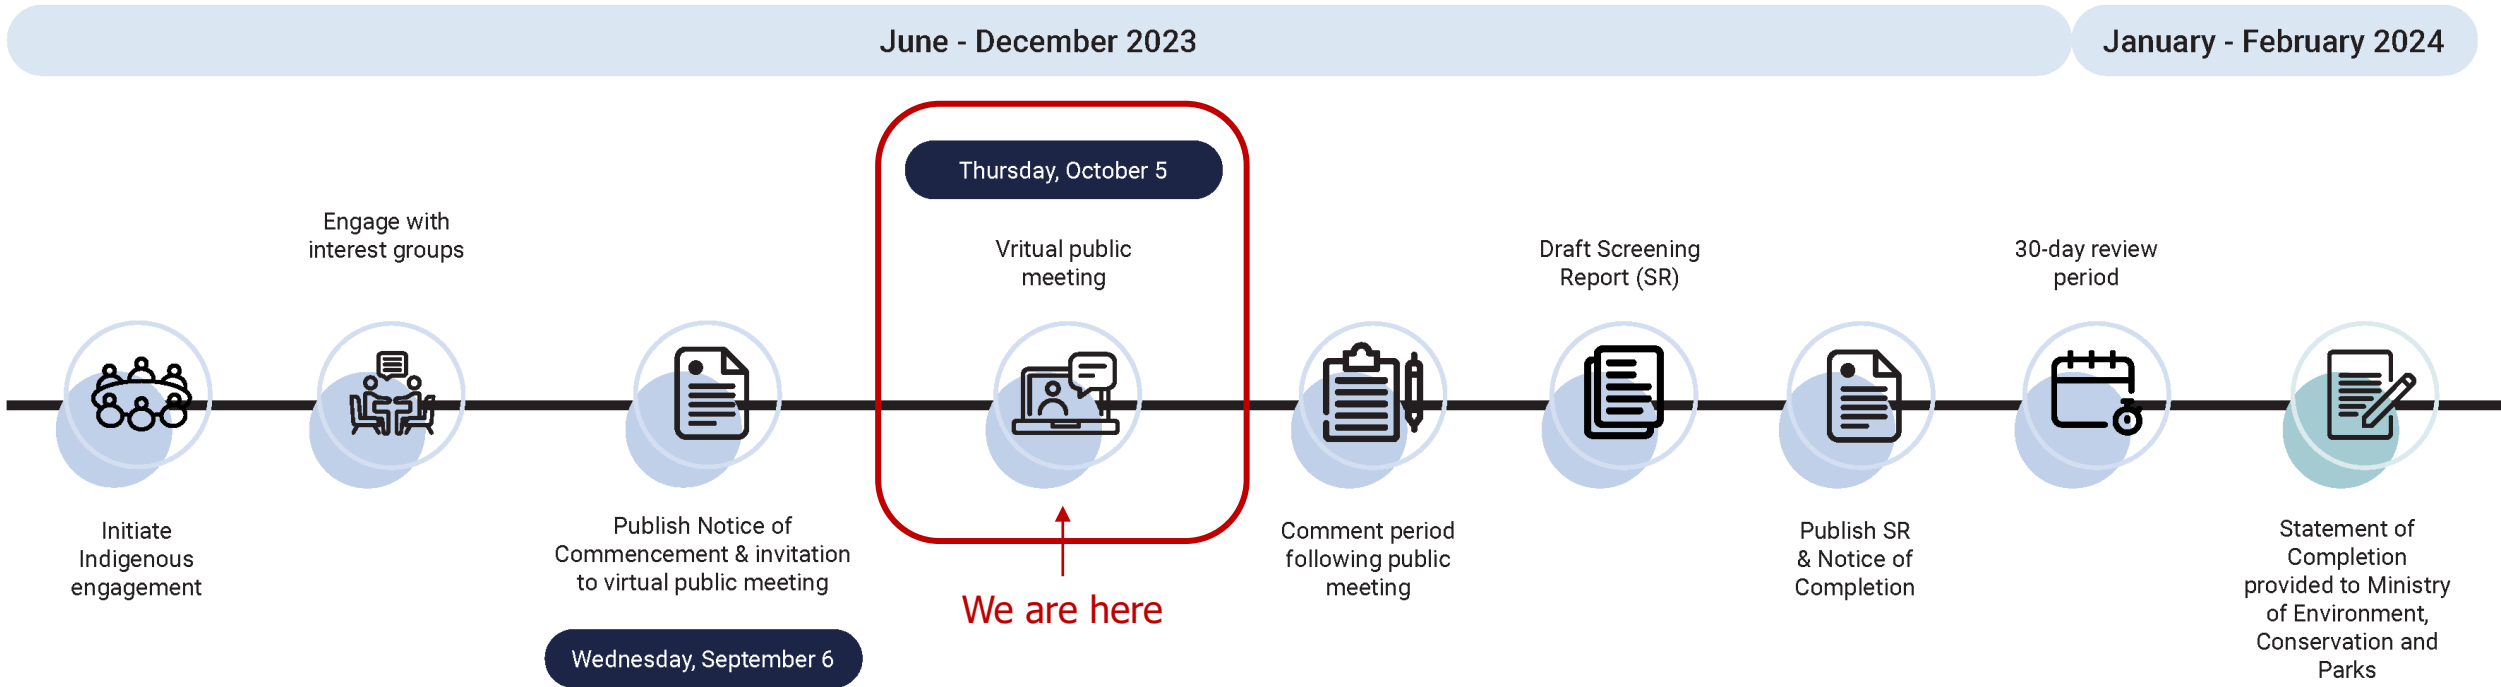 June - December 2023
January - February 2024
Initiate
Indigenous
engagement
Engage with
interest groups
Publish Notice of
Commencement & invitation
to virtual public meeting
Wednesday, September 6
Thursday, October 5
Vritual public
meeting
We are here
Comment period
following public
meeting
Draft Screening
Report (SR)
Publish SR
& Notice of
Completion
30-day review
period
Statement of
Completion
provided to Ministry
of Environment,
Conservation and
Parks